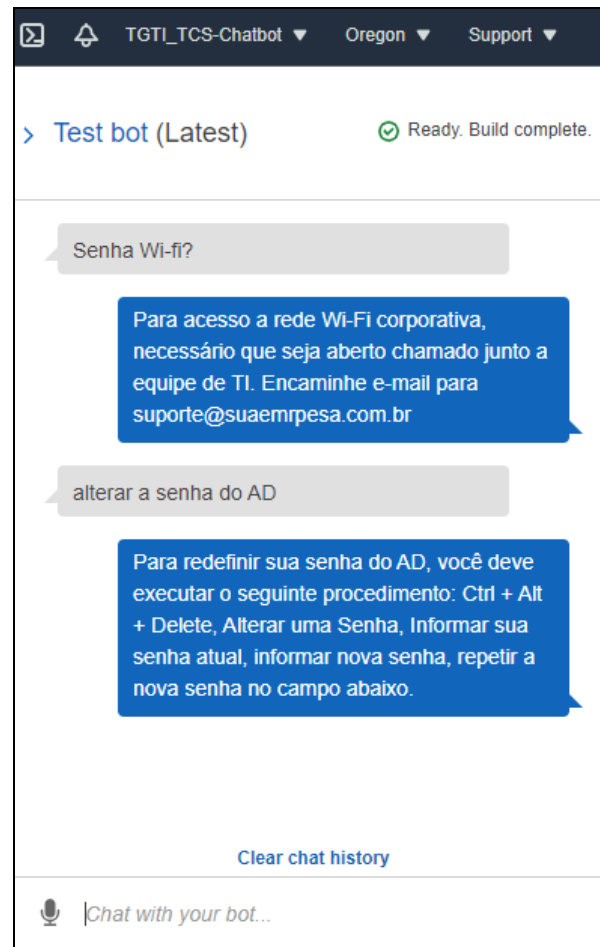 TGTI_TCS-Chatbot ▼ Oregon ▼ Support ▼
> Test bot (Latest) Ready. Build complete.
Senha Wi-fi?
Para acesso a rede Wi-Fi corporativa,
necessário que seja aberto chamado junto a
equipe de TI. Encaminhe e-mail para
suporte@suaemrpesa.com.br
alterar a senha do AD
Para redefinir sua senha do AD, você deve
executar o seguinte procedimento: Ctrl + Alt
+ Delete, Alterar uma Senha, Informar sua
senha atual, informar nova senha, repetir a
nova senha no campo abaixo.
Clear chat history
Chat with your bot...